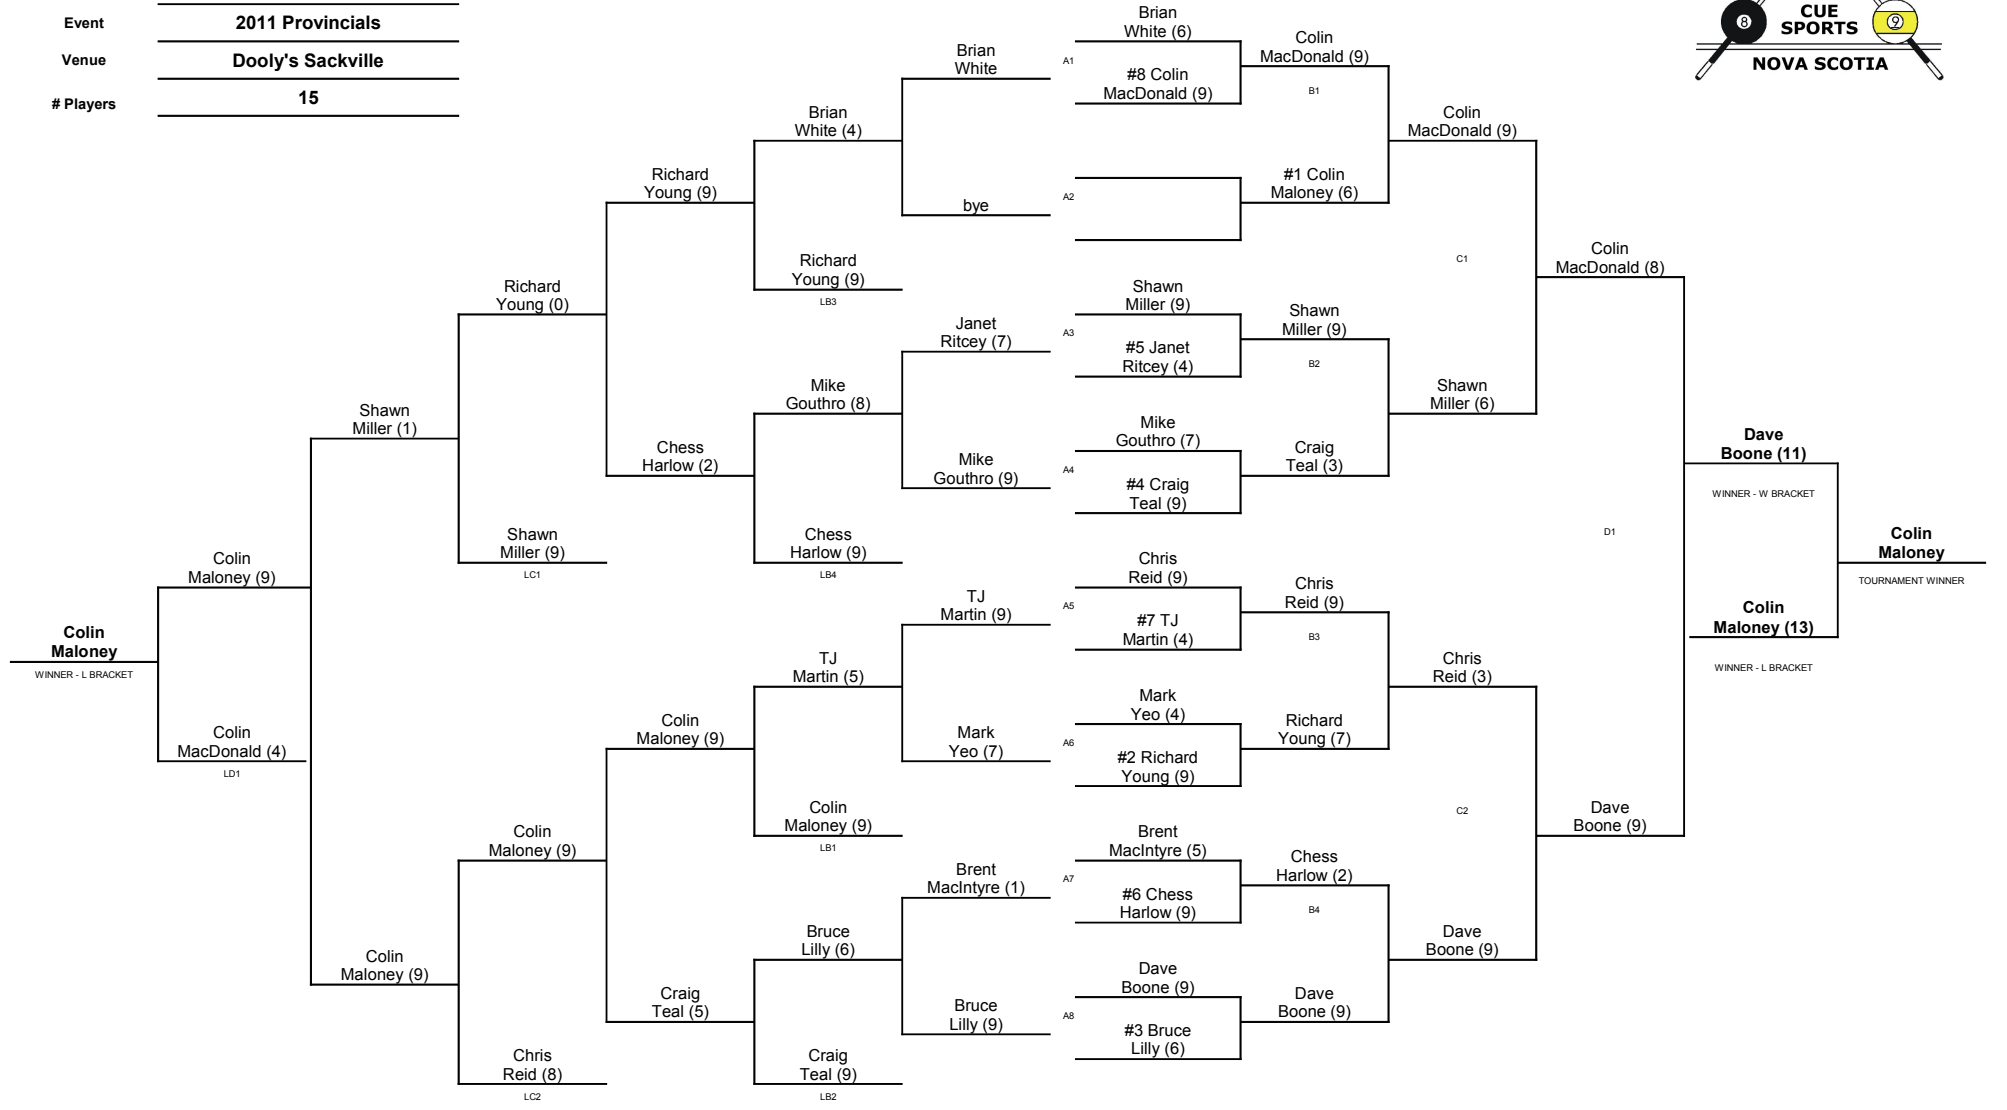 Event
2011 Provincials
Venue
Dooly's Sackville
# Players
15
8
CUE
SPORTS
9
NOVA SCOTIA
Colin
Maloney
WINNER - L BRACKET
Colin
Maloney (9)
Colin
MacDonald (4)
LD1
Shawn
Miller (1)
Colin
Maloney (9)
Richard
Young (0)
Shawn
Miller (9)
LC1
Colin
Maloney (9)
Chris
Reid (8)
LC2
Richard
Young (9)
Chess
Harlow (2)
Colin
Maloney (9)
Craig
Teal (5)
Brian
White (4)
Richard
Young (9)
LB3
Mike
Gouthro (8)
Chess
Harlow (9)
LB4
TJ
Martin (5)
Colin
Maloney (9)
LB1
Bruce
Lilly (6)
Craig
Teal (9)
LB2
Brian
White
bye
Janet
Ritcey (7)
Mike
Gouthro (9)
TJ
Martin (9)
Mark
Yeo (7)
Brent
MacIntyre (1)
Bruce
Lilly (9)
Brian
White (6)
A1
#8 Colin
MacDonald (9)
A2
Shawn
Miller (9)
A3
#5 Janet
Ritcey (4)
Mike
Gouthro (7)
A4
#4 Craig
Teal (9)
Chris
Reid (9)
A5
#7 TJ
Martin (4)
Mark
Yeo (4)
A6
#2 Richard
Young (9)
Brent
MacIntyre (5)
A7
#6 Chess
Harlow (9)
Dave
Boone (9)
A8
#3 Bruce
Lilly (6)
Colin
MacDonald (9)
B1
#1 Colin
Maloney (6)
Shawn
Miller (9)
B2
Craig
Teal (3)
Chris
Reid (9)
B3
Richard
Young (7)
Chess
Harlow (2)
B4
Dave
Boone (9)
Colin
MacDonald (9)
C1
Shawn
Miller (6)
Chris
Reid (3)
C2
Dave
Boone (9)
Colin
MacDonald (8)
D1
Dave
Boone (9)
Dave
Boone (11)
WINNER - W BRACKET
Colin
Maloney (13)
WINNER - L BRACKET
Colin
Maloney
TOURNAMENT WINNER